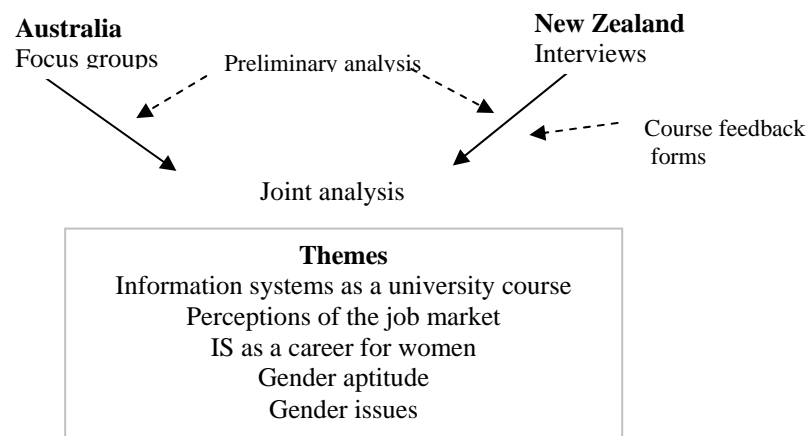 Australia
Focus groups
New Zealand
Interviews
Preliminary analysis
Course feedback
forms
Joint analysis
Themes
Information systems as a university course
Perceptions of the job market
IS as a career for women
Gender aptitude
Gender issues